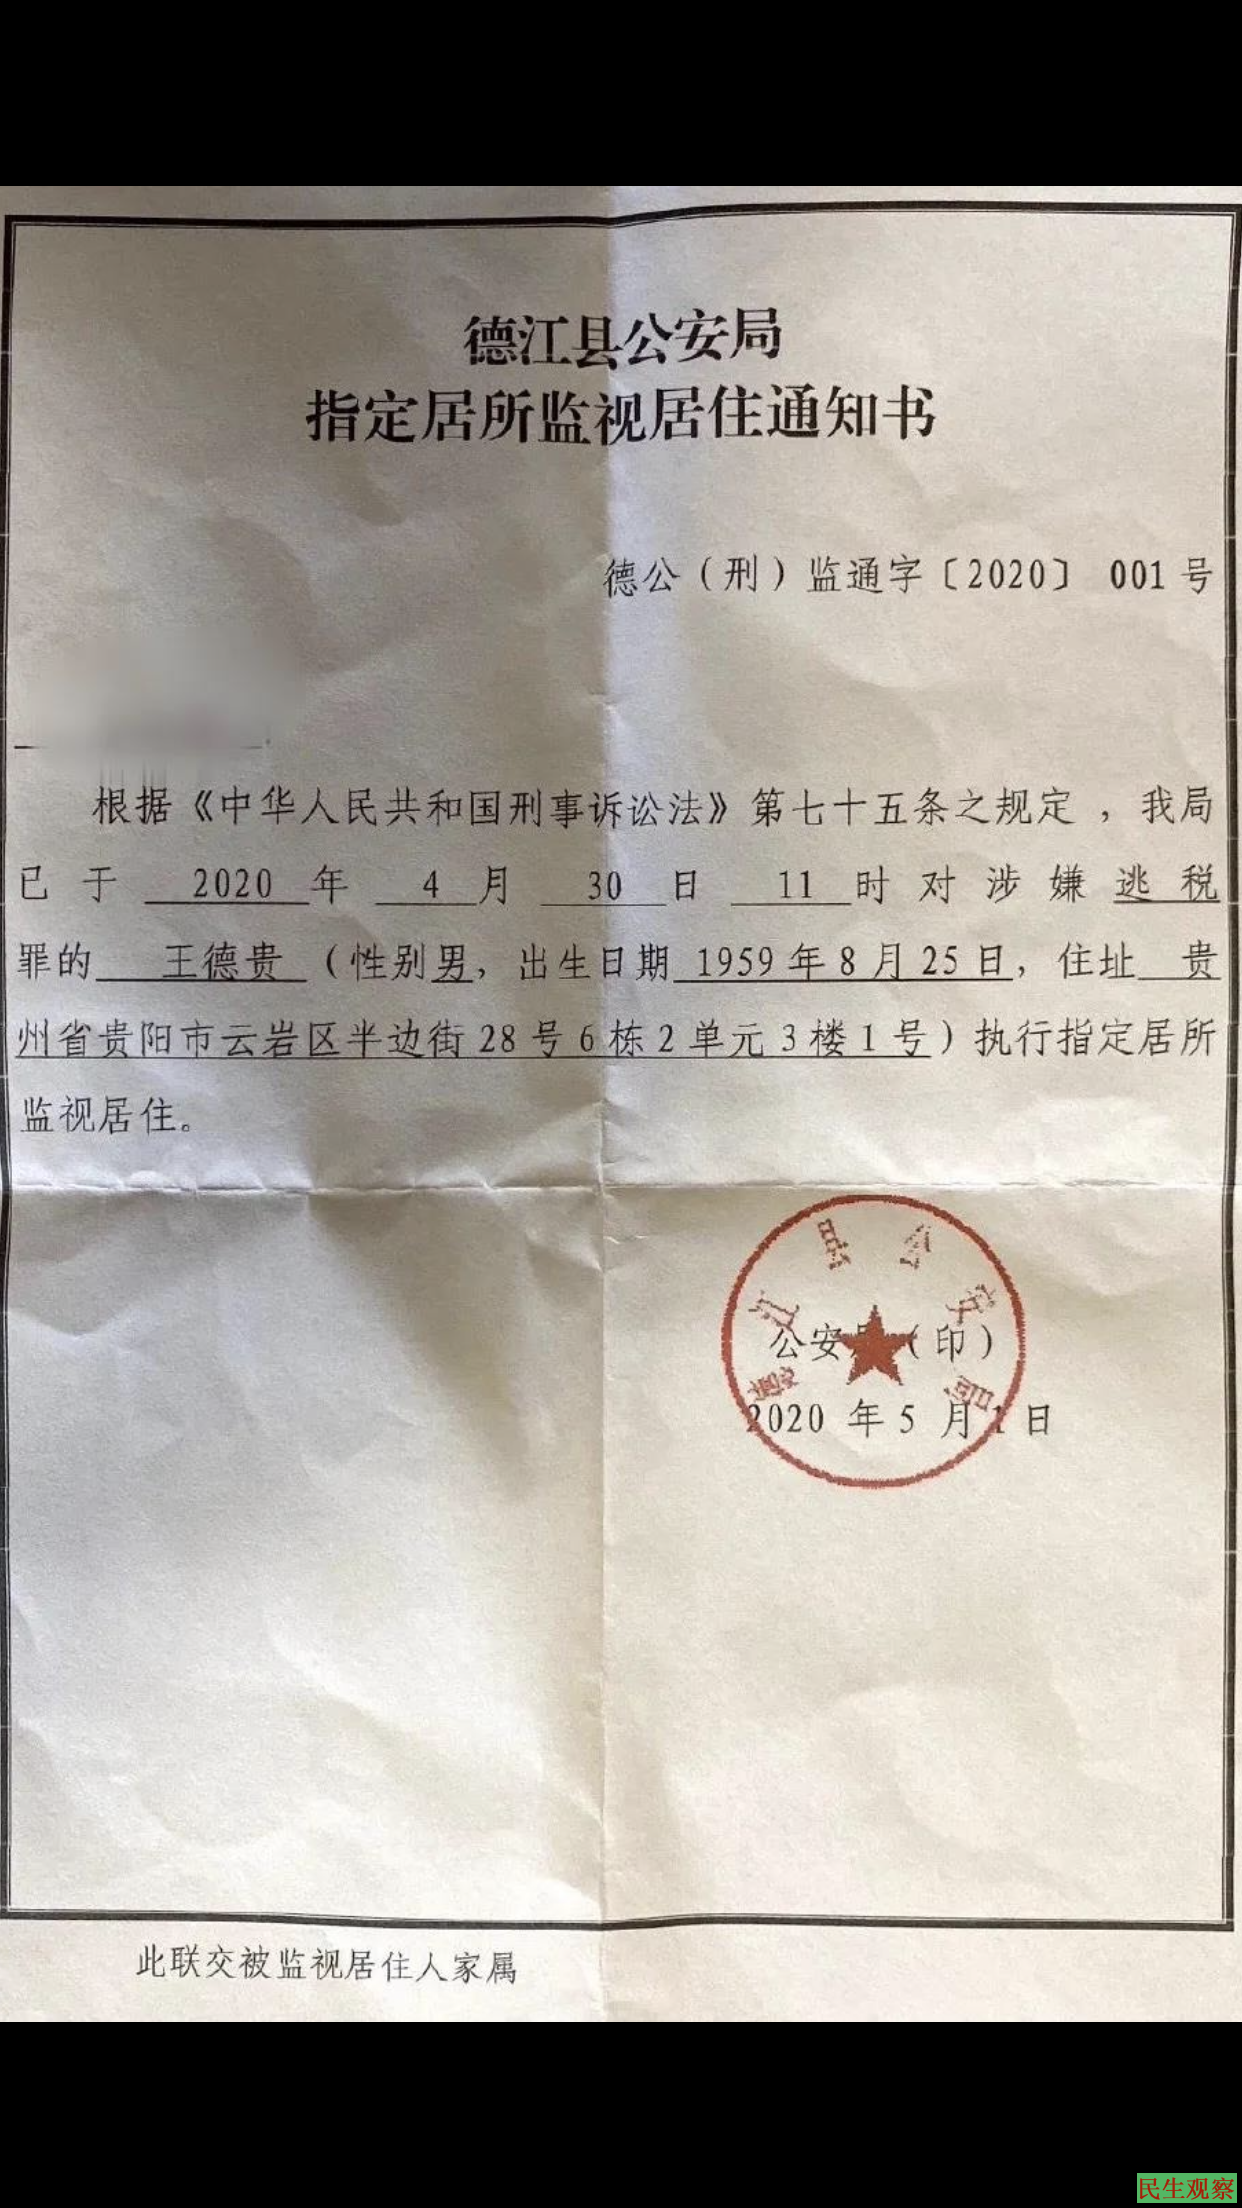 德江县公安局
指定居所监视居住通知书
德公（刑）监通字〔2020〕 001 号
根据《中华人民共和国刑事诉讼法》第七十五条之规定，我局
已于 2020 年 4 月 30 日 11 时对涉嫌逃税
罪的 王德贵 （性别男，出生日期 1959 年 8 月 25 日，住址 贵
州省贵阳市云岩区半边街 28 号 6 栋 2 单元 3 楼 1 号）执行指定居所
监视居住。
德江县公安局
公安局（印）
2020 年 5 月 1 日
此联交被监视居住人家属
民生观察